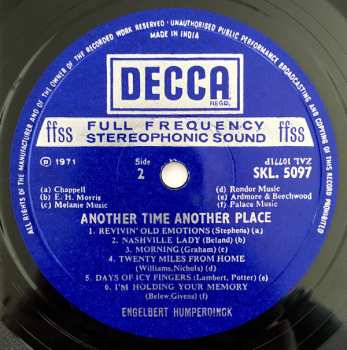 ALL RIGHTS OF THE MANUFACTURER AND OF THE OWNER OF THE RECORDED WORK RESERVED · UNAUTHORISED PUBLIC PERFORMANCE BROADCASTING AND COPYING OF THIS RECORD PROHIBITED
MADE IN INDIA
DECCA
REGD.
ffss FULL FREQUENCY STEREOPHONIC SOUND ffss
Ⓟ 1971
Side
2
ZAL. 10771P
SKL. 5097
(a) Chappell
(b) E. H. Morris
(c) Melanie Music
(d) Rondor Music
(e) Ardmore & Beechwood
(f) Palace Music
ANOTHER TIME ANOTHER PLACE
1. REVIVIN' OLD EMOTIONS (Stephens) (a)
2. NASHVILLE LADY (Beland) (b)
3. MORNING (Graham) (c)
4. TWENTY MILES FROM HOME
(Williams, Nichols) (d)
5. DAYS OF ICY FINGERS (Lambert, Potter) (e)
6. I'M HOLDING YOUR MEMORY
(Belew, Givens) (f)
ENGELBERT HUMPERDINCK